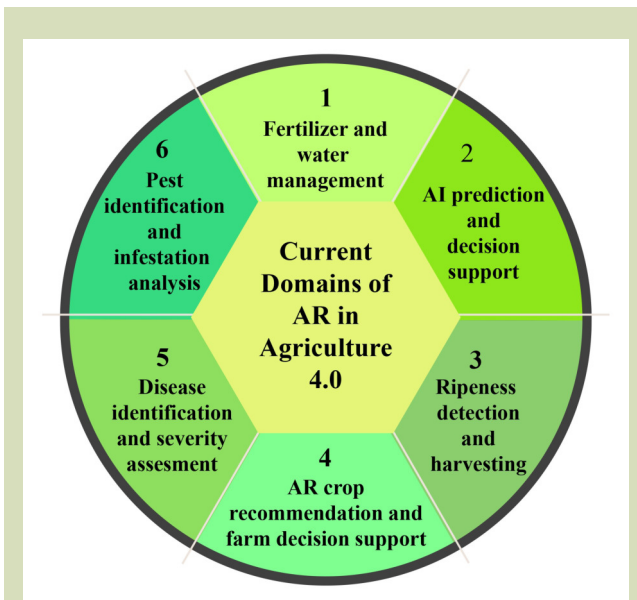 1
Fertilizer and
water
management
2
AI prediction
and
decision
support
3
Ripeness
detection
and
harvesting
4
AR crop
recommendation and
farm decision support
5
Disease
identification
and severity
assesment
6
Pest
identification
and
infestation
analysis
Current
Domains of
AR in
Agriculture
4.0